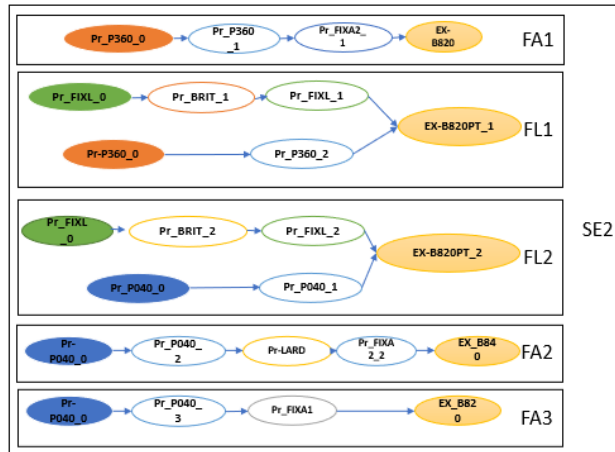 Pr_P360_0
Pr_P360
_1
Pr_FIXA2_
1
EX-
B820
FA1
Pr_FIXL_0
Pr_BRIT_1
Pr_FIXL_1
EX-B820PT_1
FL1
Pr-P360_0
Pr_P360_2
Pr_FIXL
_0
Pr_BRIT_2
Pr_FIXL_2
EX-B820PT_2
FL2
SE2
Pr_P040_0
Pr_P040_1
Pr-
P040_0
Pr_P040_
2
Pr-LARD
Pr_FIXA
2_2
EX_B84
0
FA2
Pr-
P040_0
Pr_P040_
3
Pr_FIXA1
EX_B82
0
FA3